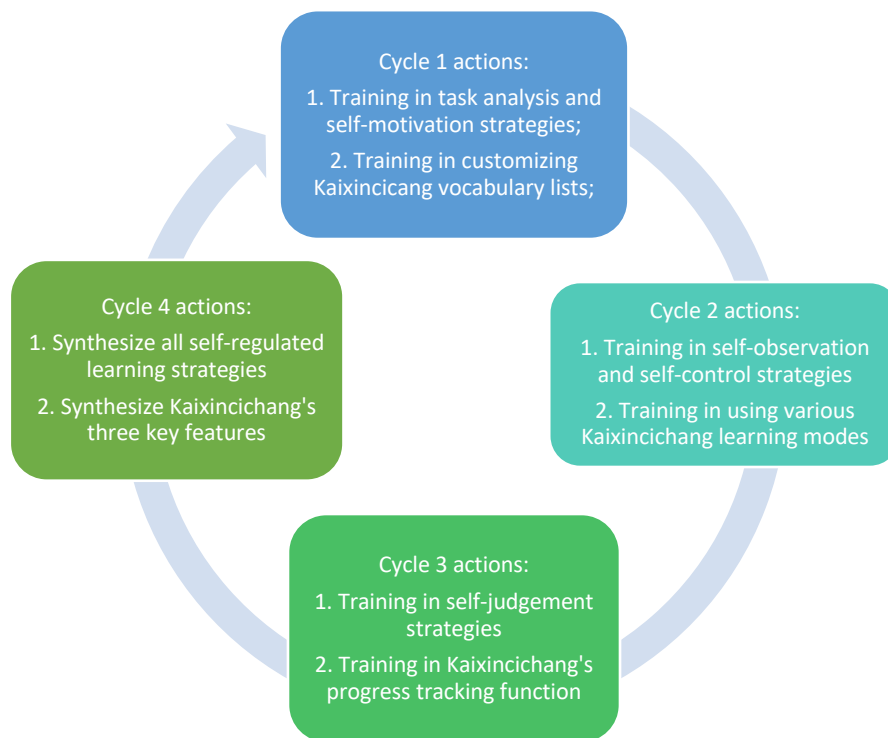 Cycle 1 actions:
1. Training in task analysis and
self-motivation strategies;
2. Training in customizing
Kaixincicang vocabulary lists;
Cycle 2 actions:
1. Training in self-observation
and self-control strategies
2. Training in using various
Kaixincichang learning modes
Cycle 3 actions:
1. Training in self-judgement
strategies
2. Training in Kaixincichang's
progress tracking function
Cycle 4 actions:
1. Synthesize all self-regulated
learning strategies
2. Synthesize Kaixincichang's
three key features